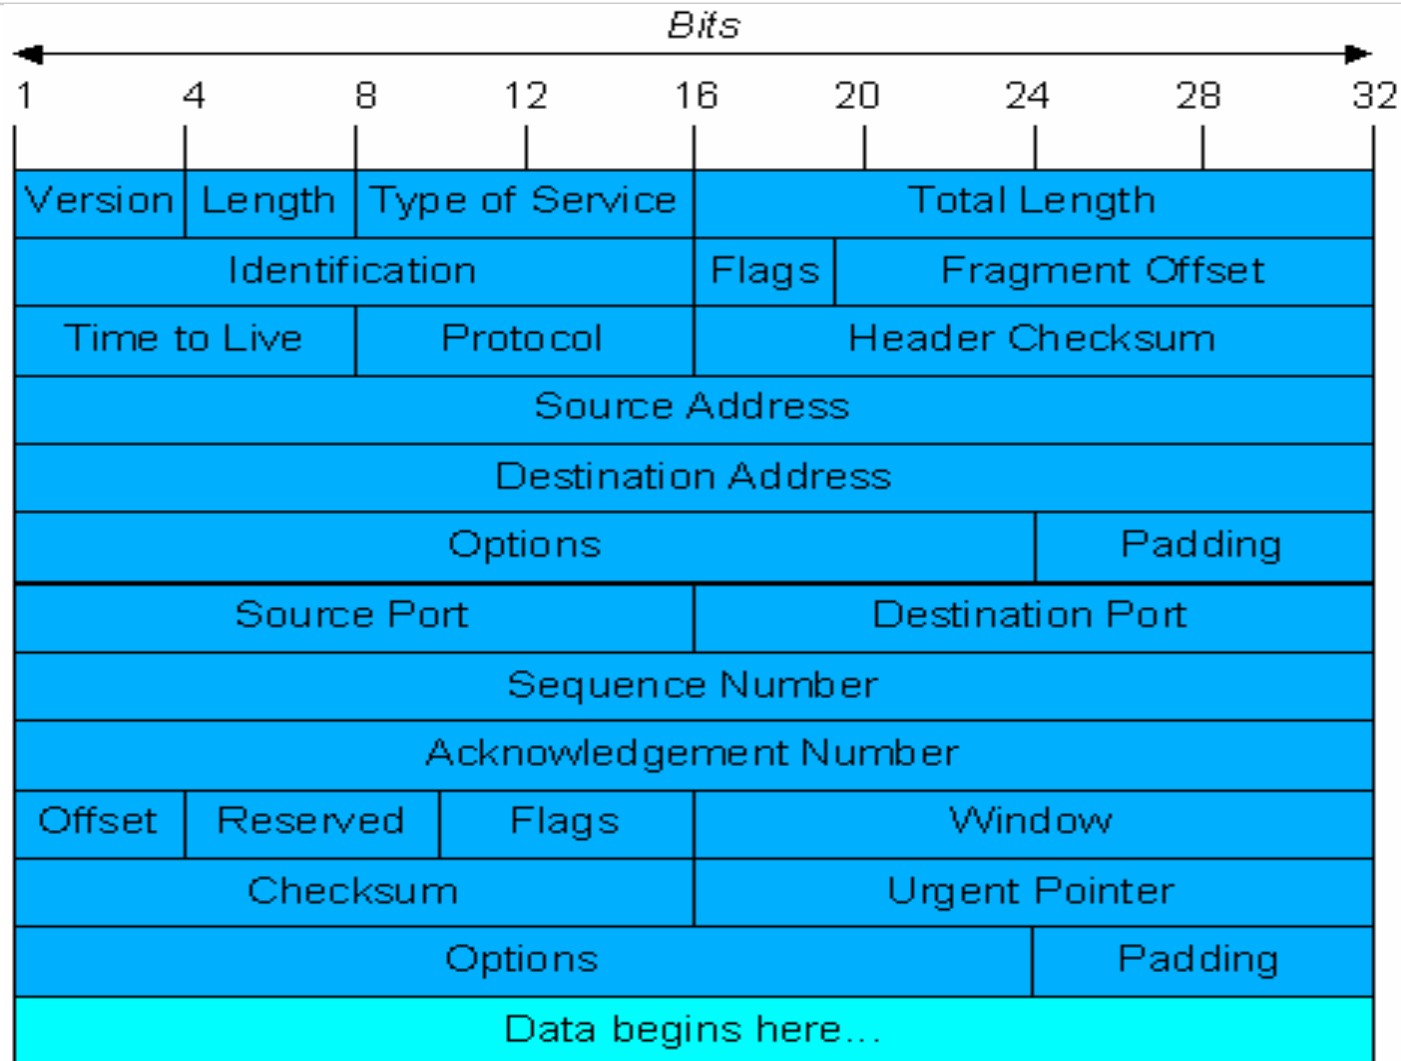 Bits
1 4 8 12 16 20 24 28 32
Version Length Type of Service Total Length
Identification Flags Fragment Offset
Time to Live Protocol Header Checksum
Source Address
Destination Address
Options Padding
Source Port Destination Port
Sequence Number
Acknowledgement Number
Offset Reserved Flags Window
Checksum Urgent Pointer
Options Padding
Data begins here...